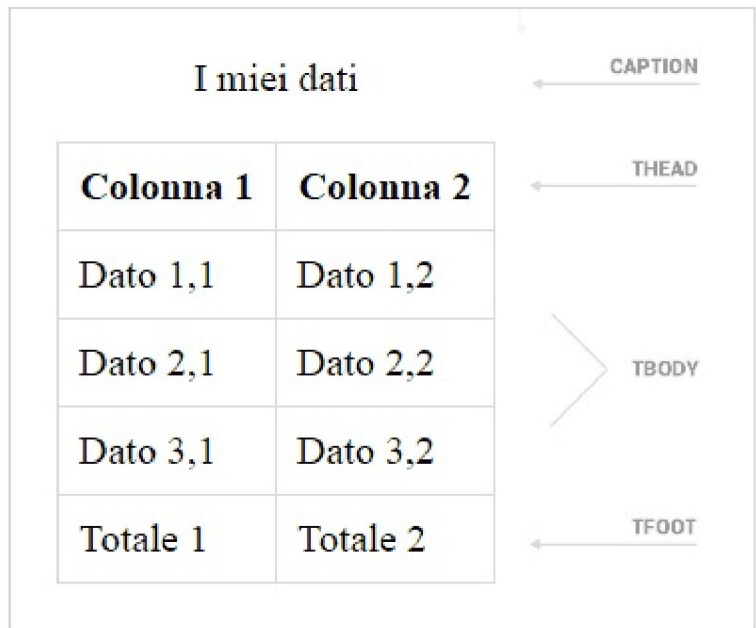 I miei dati
CAPTION
Colonna 1 Colonna 2
THEAD
Dato 1,1 Dato 1,2
Dato 2,1 Dato 2,2
TBODY
Dato 3,1 Dato 3,2
Totale 1 Totale 2
TFOOT